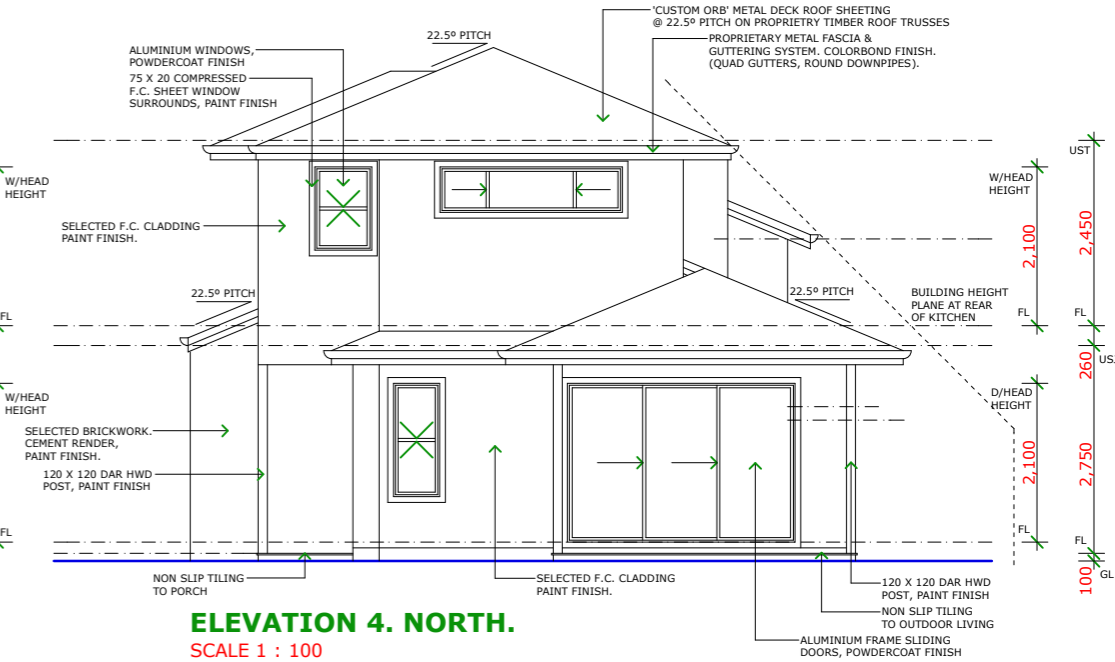 'CUSTOM ORB' METAL DECK ROOF SHEETING
@ 22.5º PITCH ON PROPRIETRY TIMBER ROOF TRUSSES
PROPRIETARY METAL FASCIA &
GUTTERING SYSTEM. COLORBOND FINISH.
(QUAD GUTTERS, ROUND DOWNPIPES).
22.5º PITCH
ALUMINIUM WINDOWS,
POWDERCOAT FINISH
75 X 20 COMPRESSED
F.C. SHEET WINDOW
SURROUNDS, PAINT FINISH
UST
W/HEAD
HEIGHT
W/HEAD
HEIGHT
SELECTED F.C. CLADDING
PAINT FINISH.
2,100
2,450
22.5º PITCH
22.5º PITCH
BUILDING HEIGHT
PLANE AT REAR
OF KITCHEN
FL
FL
FL
260
US.
W/HEAD
HEIGHT
D/HEAD
HEIGHT
SELECTED BRICKWORK.
CEMENT RENDER,
PAINT FINISH.
120 X 120 DAR HWD
POST, PAINT FINISH
2,100
2,750
FL
FL
FL
100
GL
NON SLIP TILING
TO PORCH
SELECTED F.C. CLADDING
PAINT FINISH.
120 X 120 DAR HWD
POST, PAINT FINISH
NON SLIP TILING
TO OUTDOOR LIVING
ALUMINIUM FRAME SLIDING
DOORS, POWDERCOAT FINISH
ELEVATION 4. NORTH.
SCALE 1 : 100